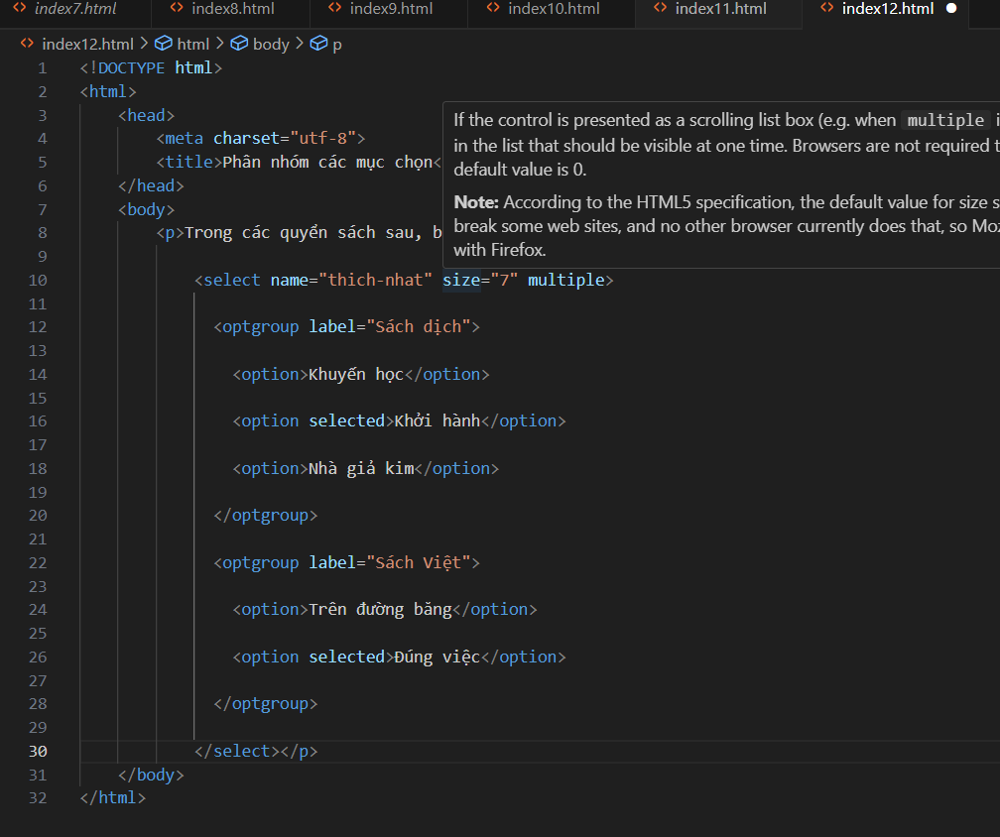 index7.html index8.html index9.html index10.html index11.html index12.html
index12.html > html > body > p
1 <!DOCTYPE html>
2 <html>
3 <head>
If the control is presented as a scrolling list box (e.g. when multiple i
4 <meta charset="utf-8">
in the list that should be visible at one time. Browsers are not required t
5 <title>Phân nhóm các mục chọn<
default value is 0.
6 </head>
7 <body>
Note: According to the HTML5 specification, the default value for size s
8 <p>Trong các quyển sách sau, b
break some web sites, and no other browser currently does that, so Moz
9
with Firefox.
10 <select name="thich-nhat" size="7" multiple>
11
12 <optgroup label="Sách dịch">
13
14 <option>Khuyến học</option>
15
16 <option selected>Khởi hành</option>
17
18 <option>Nhà giả kim</option>
19
20 </optgroup>
21
22 <optgroup label="Sách Việt">
23
24 <option>Trên đường băng</option>
25
26 <option selected>Đúng việc</option>
27
28 </optgroup>
29
30 </select></p>
31 </body>
32 </html>